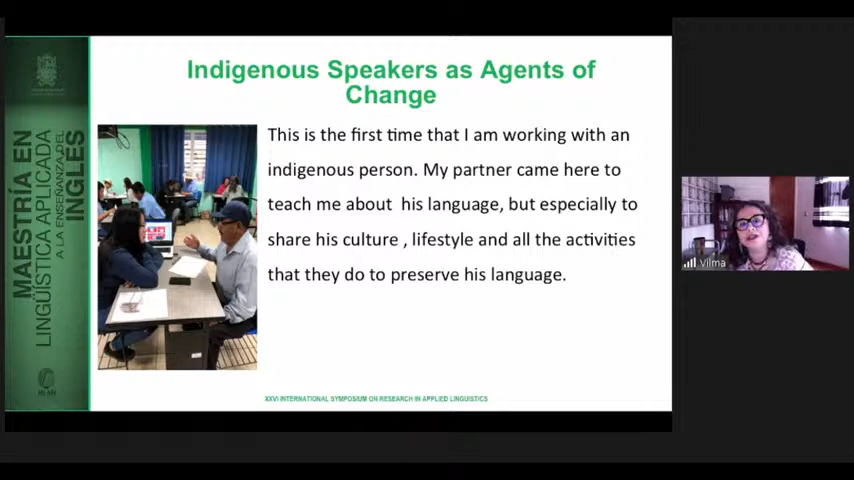 MAESTRÍA EN
LINGÜÍSTICA APLICADA
A LA ENSEÑANZA DEL
INGLÉS
Indigenous Speakers as Agents of
Change
This is the first time that I am working with an
indigenous person. My partner came here to
teach me about his language, but especially to
share his culture , lifestyle and all the activities
that they do to preserve his language.
XXVI INTERNATIONAL SYMPOSIUM ON RESEARCH IN APPLIED LINGUISTICS
Vilma